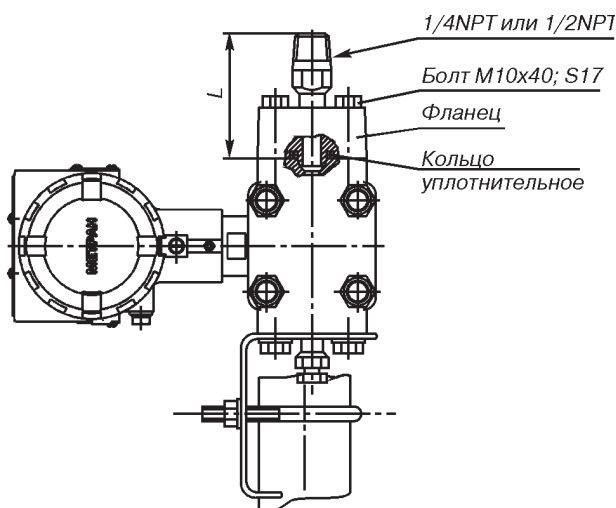 1/4NPT или 1/2NPT
Болт М10х40; S17
Фланец
Кольцо
уплотнительное
L
МЕТРАН